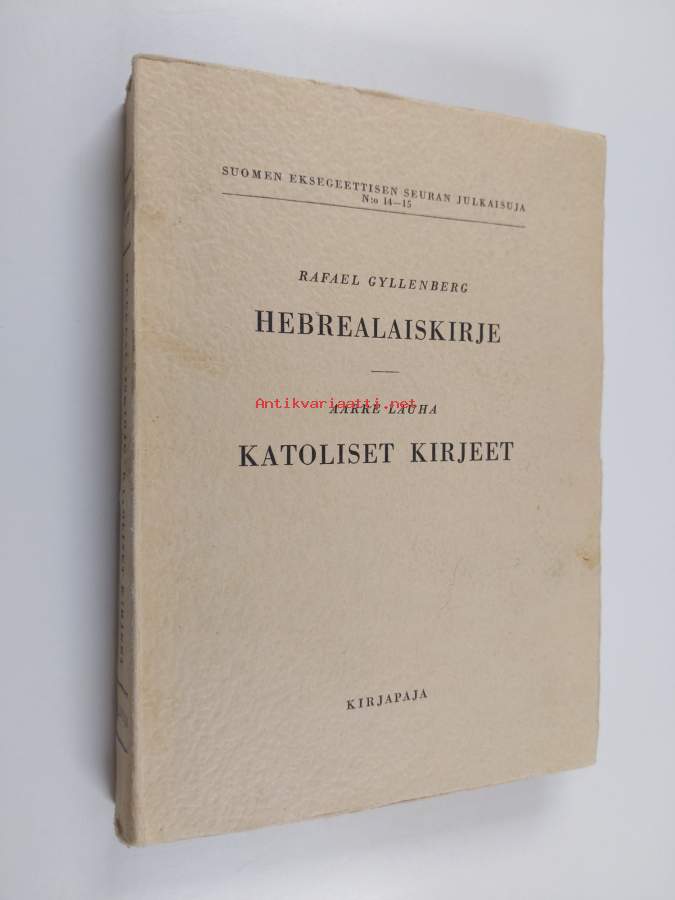 SUOMEN EKSEGEETTISEN SEURAN JULKAISUJA
N:o 14—15
RAFAEL GYLLENBERG
HEBREALAISKIRJE
Antikvariaatti.net
AARRE LAUHA
KATOLISET KIRJEET
KIRJAPAJA